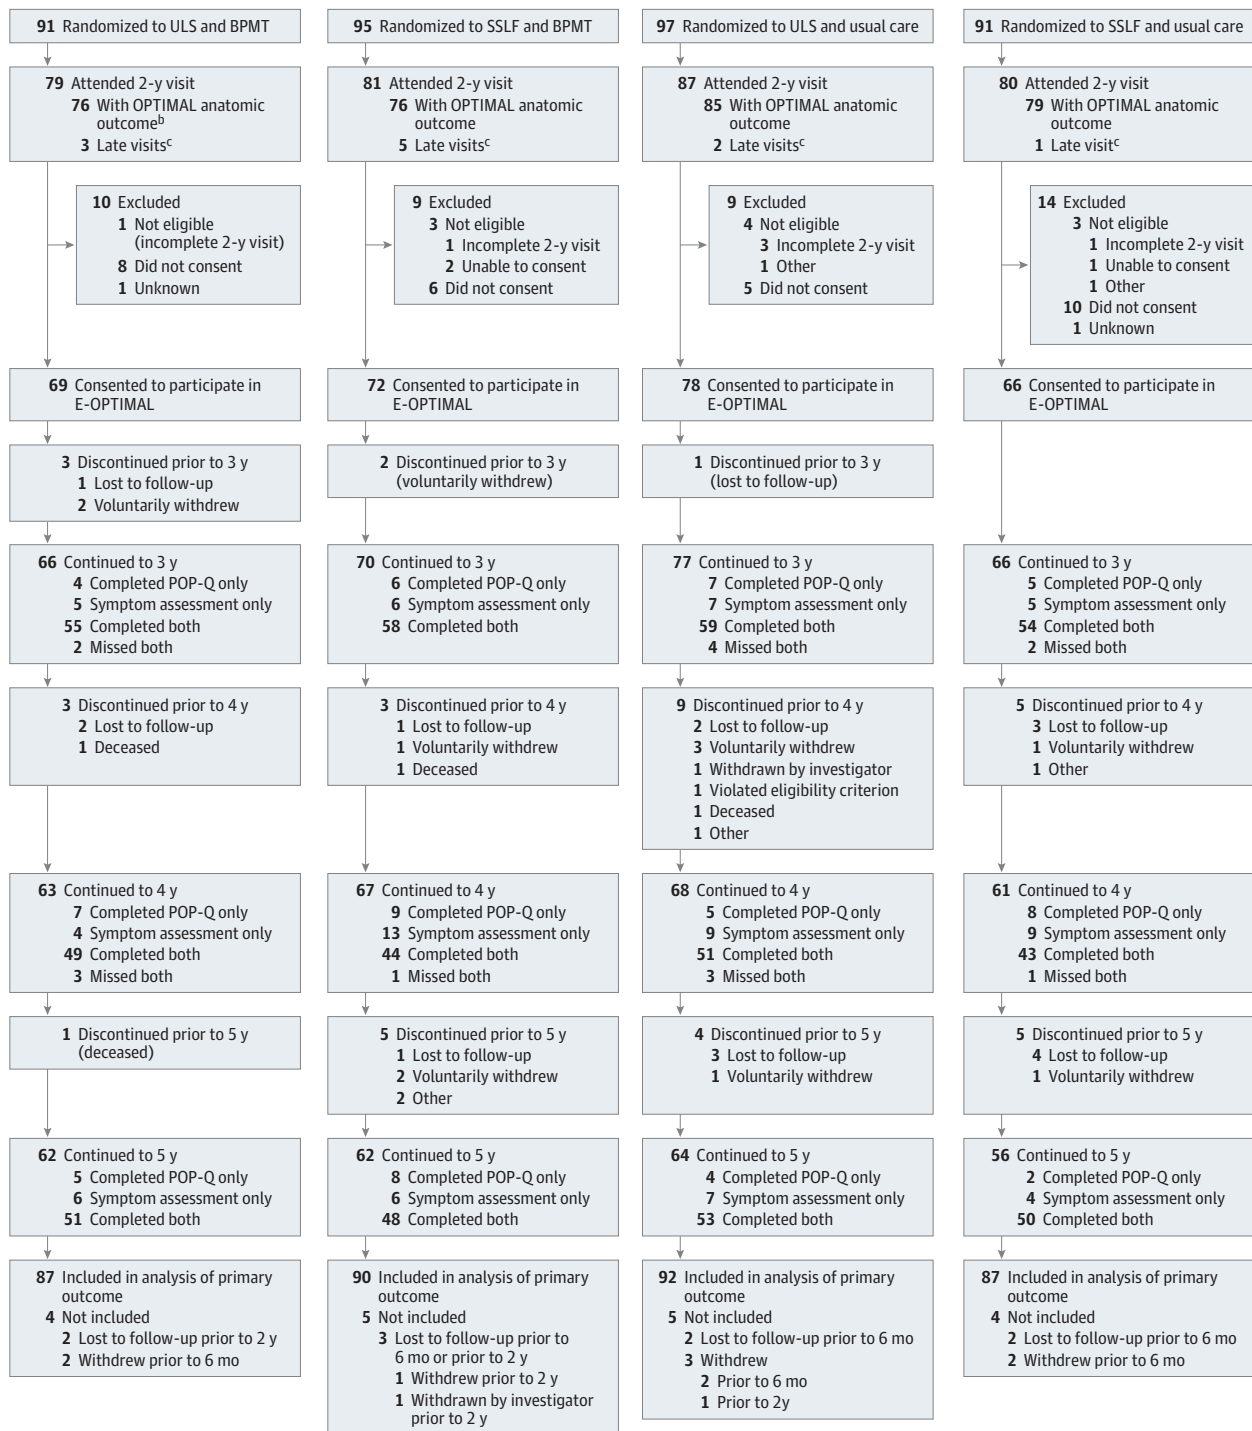 91 Randomized to ULS and BPMT
79 Attended 2-y visit
76 With OPTIMAL anatomic
outcomeb
3 Late visitsc
10 Excluded
1 Not eligible
(incomplete 2-y visit)
8 Did not consent
1 Unknown
69 Consented to participate in
E-OPTIMAL
3 Discontinued prior to 3 y
1 Lost to follow-up
2 Voluntarily withdrew
66 Continued to 3 y
4 Completed POP-Q only
5 Symptom assessment only
55 Completed both
2 Missed both
3 Discontinued prior to 4 y
2 Lost to follow-up
1 Deceased
63 Continued to 4 y
7 Completed POP-Q only
4 Symptom assessment only
49 Completed both
3 Missed both
1 Discontinued prior to 5 y
(deceased)
62 Continued to 5 y
5 Completed POP-Q only
6 Symptom assessment only
51 Completed both
87 Included in analysis of primary
outcome
4 Not included
2 Lost to follow-up prior to 2 y
2 Withdrew prior to 6 mo
95 Randomized to SSLF and BPMT
81 Attended 2-y visit
76 With OPTIMAL anatomic
outcome
5 Late visitsc
9 Excluded
3 Not eligible
1 Incomplete 2-y visit
2 Unable to consent
6 Did not consent
72 Consented to participate in
E-OPTIMAL
2 Discontinued prior to 3 y
(voluntarily withdrew)
70 Continued to 3 y
6 Completed POP-Q only
6 Symptom assessment only
58 Completed both
3 Discontinued prior to 4 y
1 Lost to follow-up
1 Voluntarily withdrew
1 Deceased
67 Continued to 4 y
9 Completed POP-Q only
13 Symptom assessment only
44 Completed both
1 Missed both
5 Discontinued prior to 5 y
1 Lost to follow-up
2 Voluntarily withdrew
2 Other
62 Continued to 5 y
8 Completed POP-Q only
6 Symptom assessment only
48 Completed both
90 Included in analysis of primary
outcome
5 Not included
3 Lost to follow-up prior to
6 mo or prior to 2 y
1 Withdrew prior to 2 y
1 Withdrawn by investigator
prior to 2 y
97 Randomized to ULS and usual care
87 Attended 2-y visit
85 With OPTIMAL anatomic
outcome
2 Late visitsc
9 Excluded
4 Not eligible
3 Incomplete 2-y visit
1 Other
5 Did not consent
78 Consented to participate in
E-OPTIMAL
1 Discontinued prior to 3 y
(lost to follow-up)
77 Continued to 3 y
7 Completed POP-Q only
7 Symptom assessment only
59 Completed both
4 Missed both
9 Discontinued prior to 4 y
2 Lost to follow-up
3 Voluntarily withdrew
1 Withdrawn by investigator
1 Violated eligibility criterion
1 Deceased
1 Other
68 Continued to 4 y
5 Completed POP-Q only
9 Symptom assessment only
51 Completed both
3 Missed both
4 Discontinued prior to 5 y
3 Lost to follow-up
1 Voluntarily withdrew
64 Continued to 5 y
4 Completed POP-Q only
7 Symptom assessment only
53 Completed both
92 Included in analysis of primary
outcome
5 Not included
2 Lost to follow-up prior to 6 mo
3 Withdrew
2 Prior to 6 mo
1 Prior to 2y
91 Randomized to SSLF and usual care
80 Attended 2-y visit
79 With OPTIMAL anatomic
outcome
1 Late visitc
14 Excluded
3 Not eligible
1 Incomplete 2-y visit
1 Unable to consent
1 Other
10 Did not consent
1 Unknown
66 Consented to participate in
E-OPTIMAL
66 Continued to 3 y
5 Completed POP-Q only
5 Symptom assessment only
54 Completed both
2 Missed both
5 Discontinued prior to 4 y
3 Lost to follow-up
1 Voluntarily withdrew
1 Other
61 Continued to 4 y
8 Completed POP-Q only
9 Symptom assessment only
43 Completed both
1 Missed both
5 Discontinued prior to 5 y
4 Lost to follow-up
1 Voluntarily withdrew
56 Continued to 5 y
2 Completed POP-Q only
4 Symptom assessment only
50 Completed both
87 Included in analysis of primary
outcome
4 Not included
2 Lost to follow-up prior to 6 mo
2 Withdrew prior to 6 mo